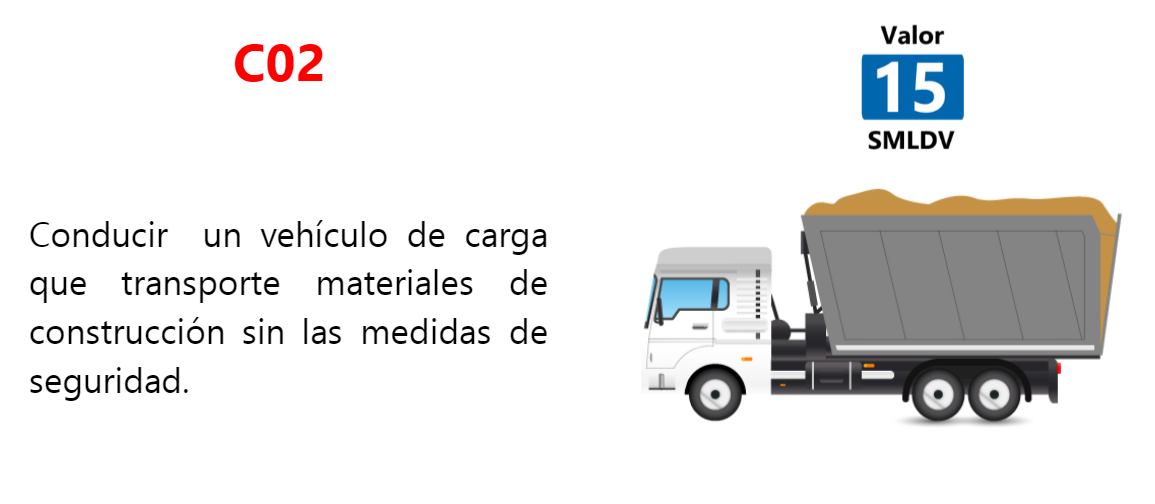 C02
Valor
15
SMLDV
Conducir un vehículo de carga
que transporte materiales de
construcción sin las medidas de
seguridad.